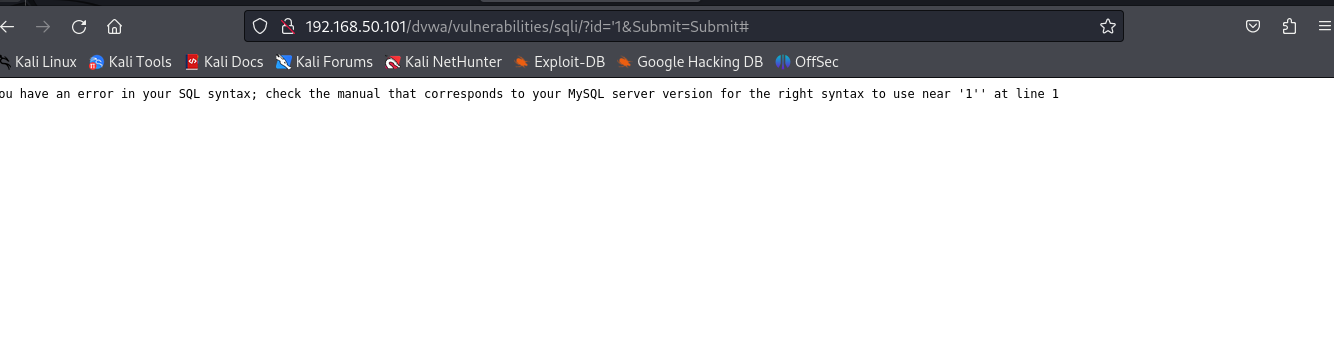 192.168.50.101/dvwa/vulnerabilities/sqli/?id='1&Submit=Submit#
Kali Linux Kali Tools Kali Docs Kali Forums Kali NetHunter Exploit-DB Google Hacking DB OffSec
ou have an error in your SQL syntax; check the manual that corresponds to your MySQL server version for the right syntax to use near '1'' at line 1